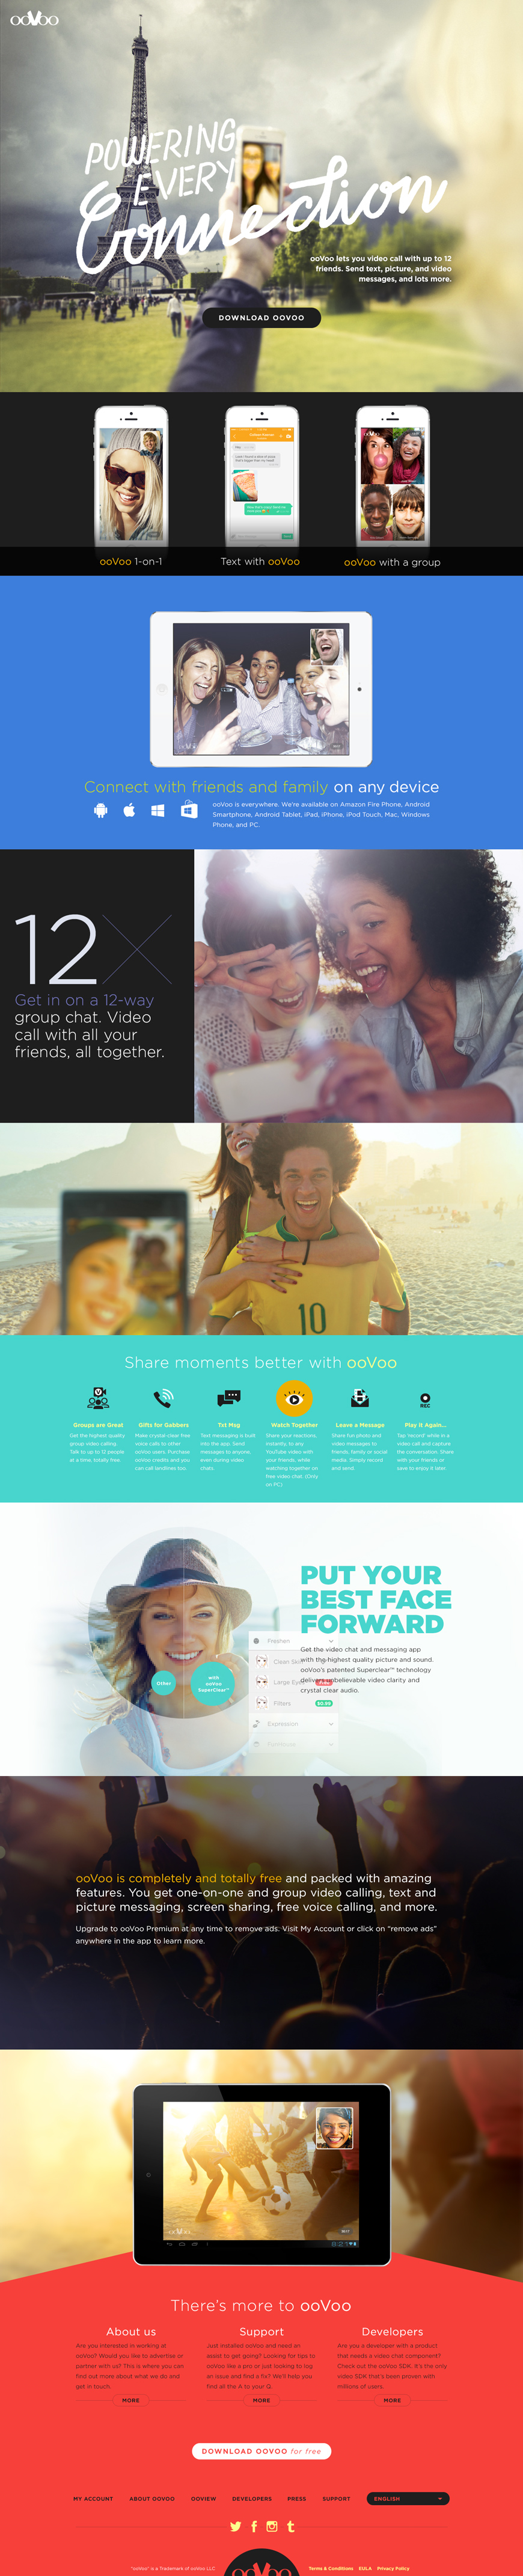 ooVoo
POWERING
EVERY
Connection
ooVoo lets you video call with up to 12
friends. Send text, picture, and video
messages, and lots more.
DOWNLOAD OOVOO
ooVoo 1-on-1
Text with ooVoo
ooVoo with a group
Connect with friends and family on any device
ooVoo is everywhere. We're available on Amazon Fire Phone, Android
Smartphone, Android Tablet, iPad, iPhone, iPod Touch, Mac, Windows
Phone, and PC.
12X
Get in on a 12-way
group chat. Video
call with all your
friends, all together.
10
Share moments better with ooVoo
REC
Groups are Great
Get the highest quality
group video calling.
Talk to up to 12 people
at a time, totally free.
Gifts for Gabbers
Make crystal-clear free
voice calls to other
ooVoo users. Purchase
ooVoo credits and you
can call landlines too.
Txt Msg
Text messaging is built
into the app. Send
messages to anyone,
even during video
chats.
Watch Together
Share your reactions,
instantly, to any
YouTube video with
your friends, while
watching together on
free video chat. (Only
on PC)
Leave a Message
Share fun photo and
video messages to
friends, family or social
media. Simply record
and send.
Play It Again...
Tap 'record' while in a
video call and capture
the conversation. Share
with your friends or
save to enjoy it later.
PUT YOUR
BEST FACE
FORWARD
Get the video chat and messaging app
with the highest quality picture and sound.
ooVoo's patented Superclear™ technology
delivers unbelievable video clarity and
crystal clear audio.
Other
with
ooVoo
SuperClear™
Freshen
Clean Skin
Large Eyes
Filters
$0.99
Expression
ooVoo is completely and totally free and packed with amazing
features. You get one-on-one and group video calling, text and
picture messaging, screen sharing, free voice calling, and more.
Upgrade to ooVoo Premium at any time to remove ads. Visit My Account or click on "remove ads"
anywhere in the app to learn more.
ooVoo
There's more to ooVoo
About us
Are you interested in working at
ooVoo? Would you like to advertise or
partner with us? This is where you can
find out more about what we do and
get in touch.
MORE
Support
Just installed ooVoo and need an
assist to get going? Looking for tips to
ooVoo like a pro or just looking to log
an issue and find a fix? We'll help you
find all the A to your Q.
MORE
Developers
Are you a developer with a product
that needs a video chat component?
Check out the ooVoo SDK. It's the only
video SDK that's been proven with
millions of users.
MORE
DOWNLOAD OOVOO for free
MY ACCOUNT ABOUT OOVOO OOVIEW DEVELOPERS PRESS SUPPORT ENGLISH
"ooVoo" is a Trademark of ooVoo LLC
ooVoo
Terms & Conditions EULA Privacy Policy